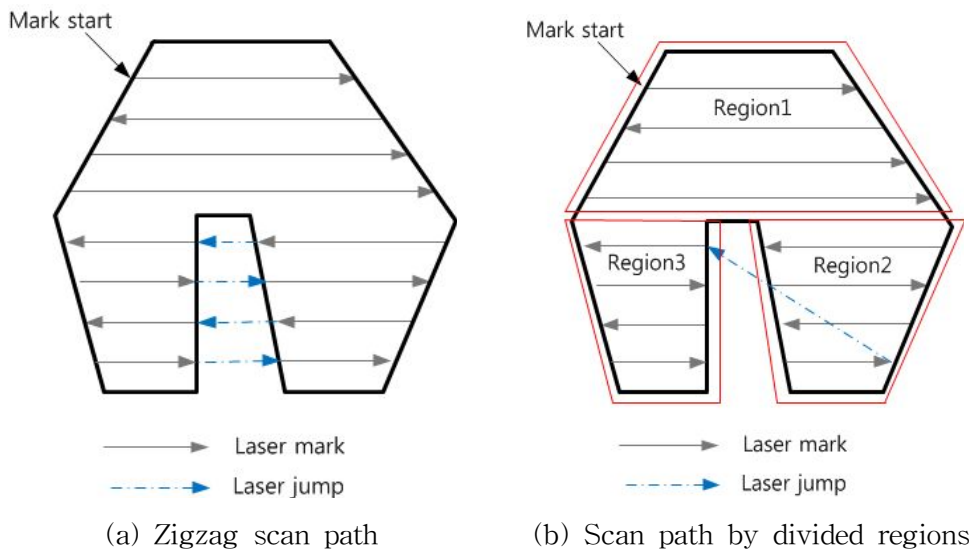 Mark start
Laser mark
Laser jump
(a) Zigzag scan path
Mark start
Region1
Region3
Region2
Laser mark
Laser jump
(b) Scan path by divided regions